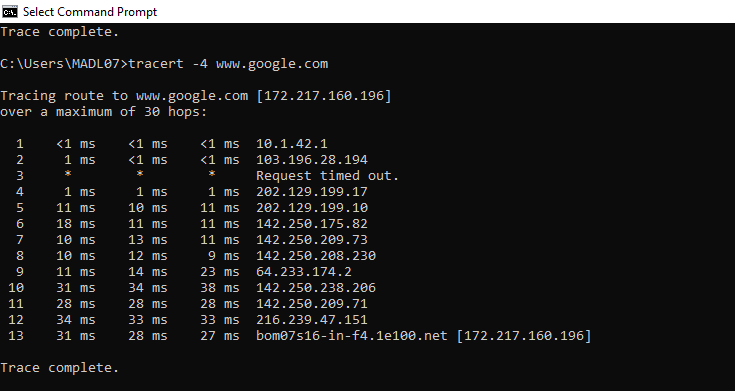 Select Command Prompt
Trace complete.
C:\Users\MADL07>tracert -4 www.google.com
Tracing route to www.google.com [172.217.160.196]
over a maximum of 30 hops:
1 <1 ms <1 ms <1 ms 10.1.42.1
2 1 ms <1 ms <1 ms 103.196.28.194
3 * * * Request timed out.
4 1 ms 1 ms 1 ms 202.129.199.17
5 11 ms 10 ms 11 ms 202.129.199.10
6 18 ms 11 ms 11 ms 142.250.175.82
7 10 ms 13 ms 11 ms 142.250.209.73
8 10 ms 12 ms 9 ms 142.250.208.230
9 11 ms 14 ms 23 ms 64.233.174.2
10 31 ms 34 ms 38 ms 142.250.238.206
11 28 ms 28 ms 28 ms 142.250.209.71
12 34 ms 33 ms 33 ms 216.239.47.151
13 31 ms 28 ms 27 ms bom07s16-in-f4.1e100.net [172.217.160.196]
Trace complete.